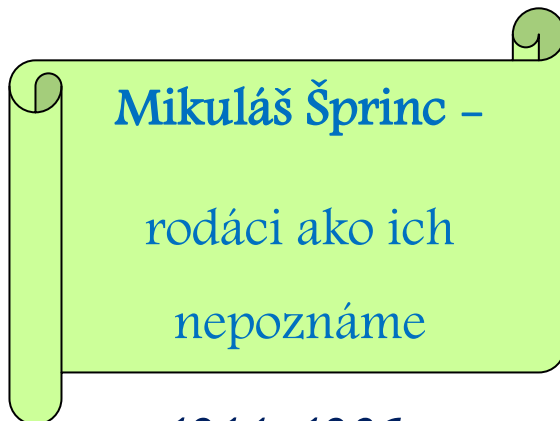 Mikuláš Šprinc –
rodáci ako ich
nepoznáme